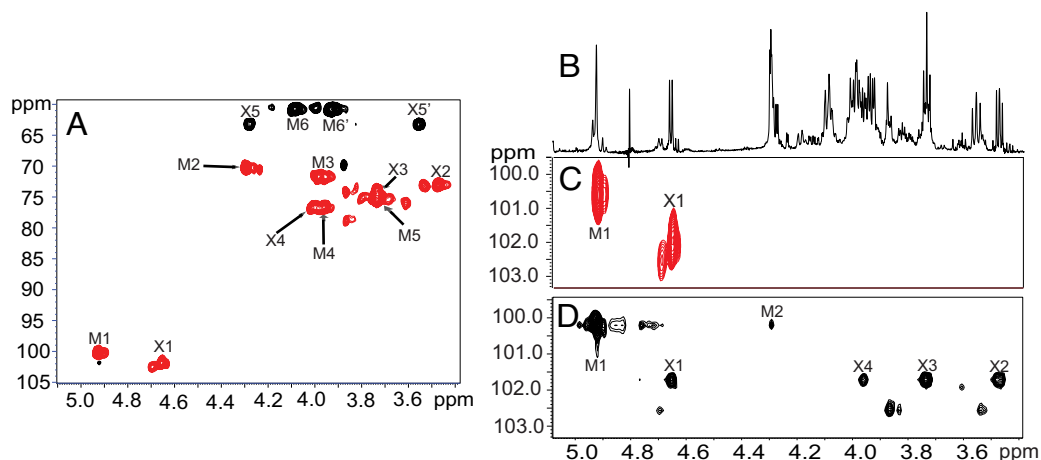 A
ppm
65
70
75
80
85
90
95
100
105
X5
M6
M6'
X5'
M2
M3
X3
X2
X4
M4
M5
M1
X1
5.0 4.8 4.6 4.4 4.2 4.0 3.8 3.6
B
ppm
C
100.0
101.0
102.0
103.0
M1
X1
D
100.0
101.0
102.0
103.0
M2
M1
X1
X4
X3
X2
5.0 4.8 4.6 4.4 4.2 4.0 3.8 3.6 ppm